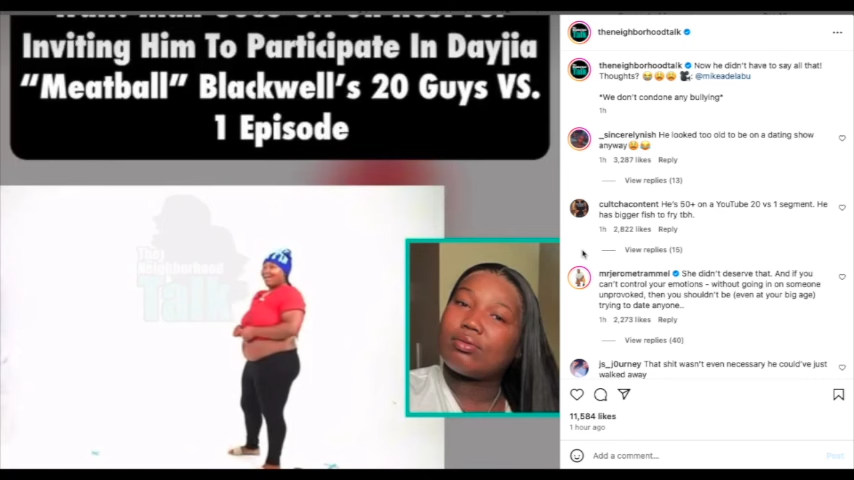 Inviting Him To Participate In Dayjia
"Meatball" Blackwell's 20 Guys VS.
1 Episode
The
Neighborhood
Talk
theneighborhoodtalk
theneighborhoodtalk Now he didn't have to say all that!
Thoughts? 😭😩😩 🎥: @mikeadelabu
*We don't condone any bullying*
1h
_sincerelynish He looked too old to be on a dating show
anyway😩😂
1h 3,287 likes Reply
View replies (13)
cultchacontent He's 50+ on a YouTube 20 vs 1 segment. He
has bigger fish to fry tbh.
1h 2,822 likes Reply
View replies (15)
mrjerometrammel She didn't deserve that. And if you
can't control your emotions - without going in on someone
unprovoked, then you shouldn't be (even at your big age)
trying to date anyone..
1h 2,273 likes Reply
View replies (40)
js_j0urney That shit wasn't even necessary he could've just
walked away
11,584 likes
1 hour ago
Add a comment...
Post